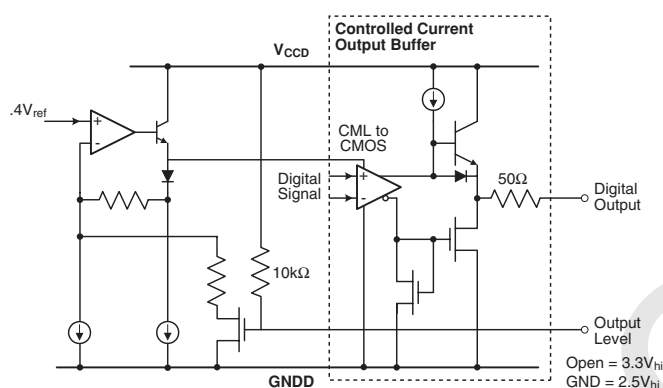 Controlled Current
Output Buffer
VCCD
.4Vref
+
-
CML to
CMOS
Digital
Signal
+
-
50Ω
Digital
Output
10kΩ
Output
Level
Open = 3.3Vhi
GND = 2.5Vhi
GNDD